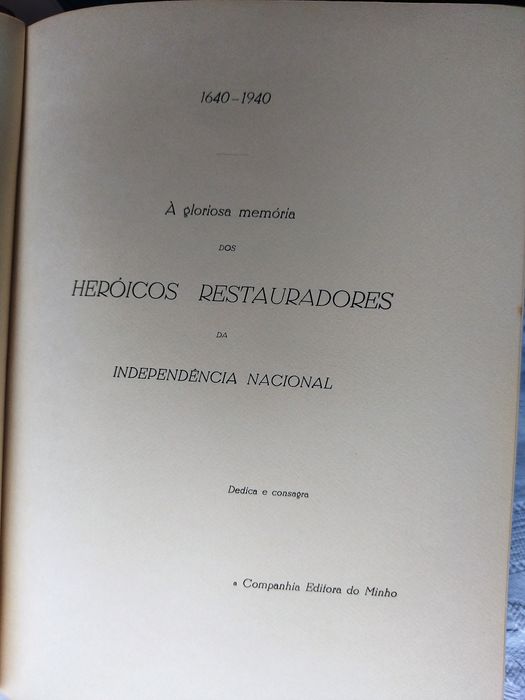 1640-1940
À gloriosa memória
DOS
HERÓICOS RESTAURADORES
DA
INDEPENDÊNCIA NACIONAL
Dedica e consagra
a Companhia Editora do Minho